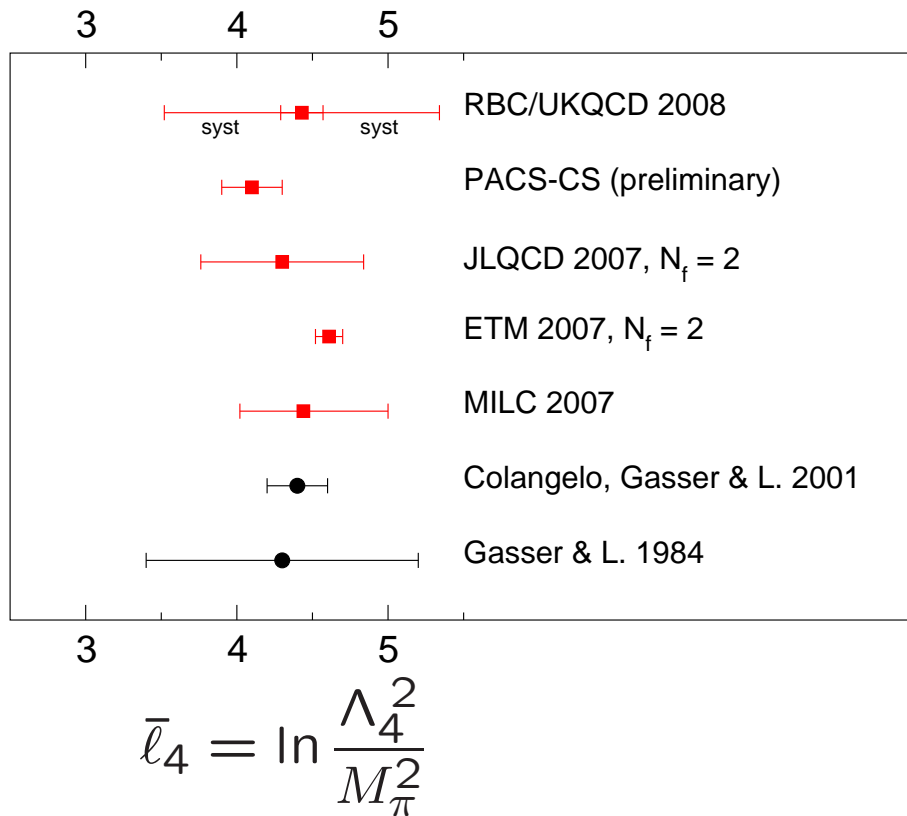 3 4 5
RBC/UKQCD 2008
syst syst
PACS-CS (preliminary)
JLQCD 2007, N_f = 2
ETM 2007, N_f = 2
MILC 2007
Colangelo, Gasser & L. 2001
Gasser & L. 1984
3 4 5
ℓ̄₄ = ln Λ₄² / M_π²